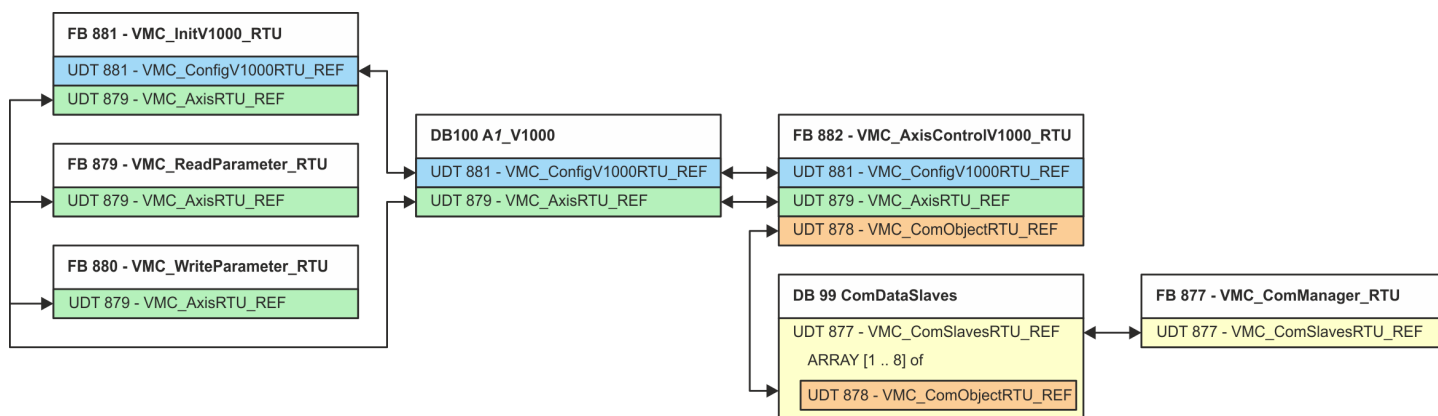 FB 881 - VMC_InitV1000_RTU
UDT 881 - VMC_ConfigV1000RTU_REF
UDT 879 - VMC_AxisRTU_REF
FB 879 - VMC_ReadParameter_RTU
UDT 879 - VMC_AxisRTU_REF
FB 880 - VMC_WriteParameter_RTU
UDT 879 - VMC_AxisRTU_REF
DB100 A1_V1000
UDT 881 - VMC_ConfigV1000RTU_REF
UDT 879 - VMC_AxisRTU_REF
FB 882 - VMC_AxisControlV1000_RTU
UDT 881 - VMC_ConfigV1000RTU_REF
UDT 879 - VMC_AxisRTU_REF
UDT 878 - VMC_ComObjectRTU_REF
DB 99 ComDataSlaves
UDT 877 - VMC_ComSlavesRTU_REF
ARRAY [1 .. 8] of
UDT 878 - VMC_ComObjectRTU_REF
FB 877 - VMC_ComManager_RTU
UDT 877 - VMC_ComSlavesRTU_REF